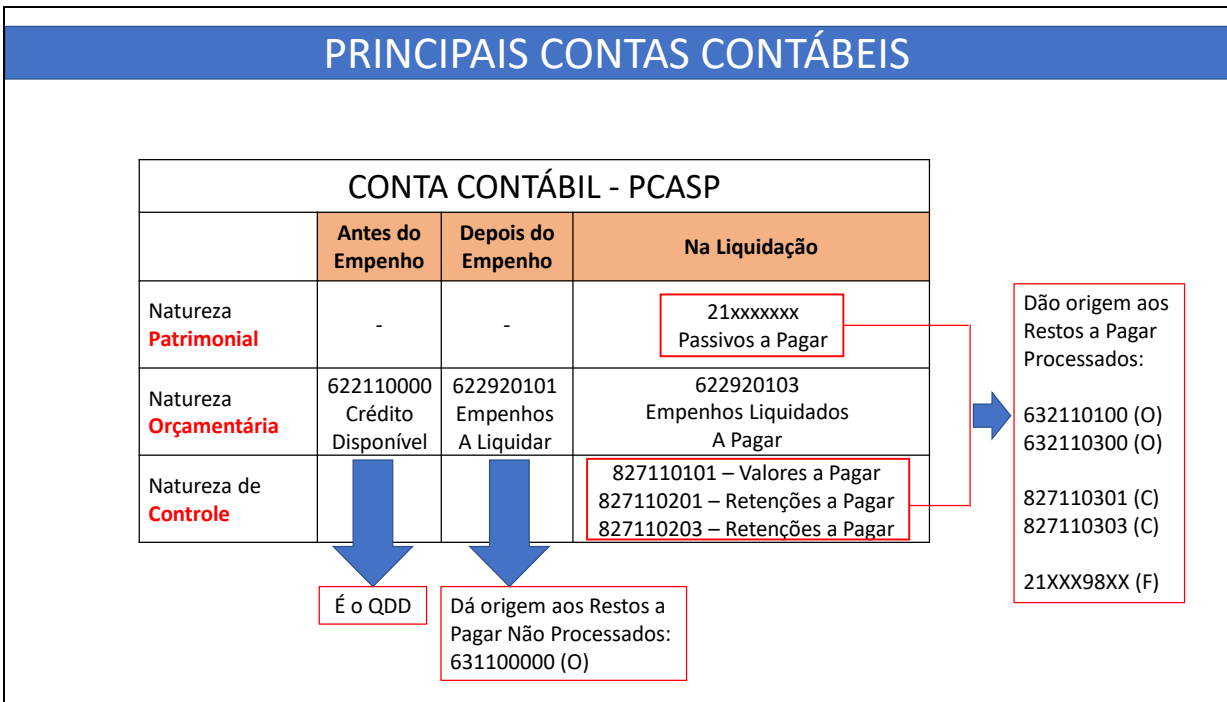 PRINCIPAIS CONTAS CONTÁBEIS
CONTA CONTÁBIL - PCASP
Antes do
Empenho
Depois do
Empenho
Na Liquidação
Natureza
Patrimonial
-
-
21xxxxxxx
Passivos a Pagar
Natureza
Orçamentária
622110000
Crédito
Disponível
622920101
Empenhos
A Liquidar
622920103
Empenhos Liquidados
A Pagar
Natureza de
Controle
827110101 – Valores a Pagar
827110201 – Retenções a Pagar
827110203 – Retenções a Pagar
Dão origem aos
Restos a Pagar
Processados:
632110100 (O)
632110300 (O)
827110301 (C)
827110303 (C)
21XXX98XX (F)
É o QDD
Dá origem aos Restos a
Pagar Não Processados:
631100000 (O)